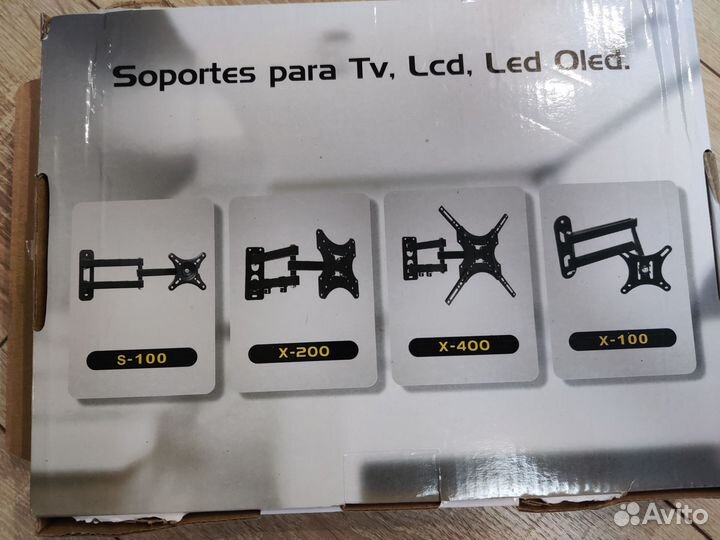 Soportes para Tv, Lcd, Led Oled.
S-100
X-200
X-400
X-100
Avito